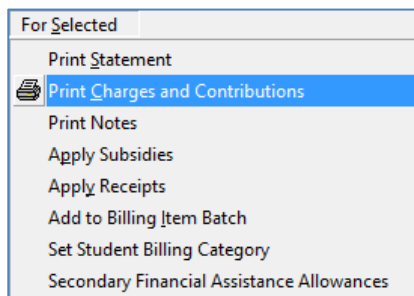 For Selected
Print Statement
Print Charges and Contributions
Print Notes
Apply Subsidies
Apply Receipts
Add to Billing Item Batch
Set Student Billing Category
Secondary Financial Assistance Allowances